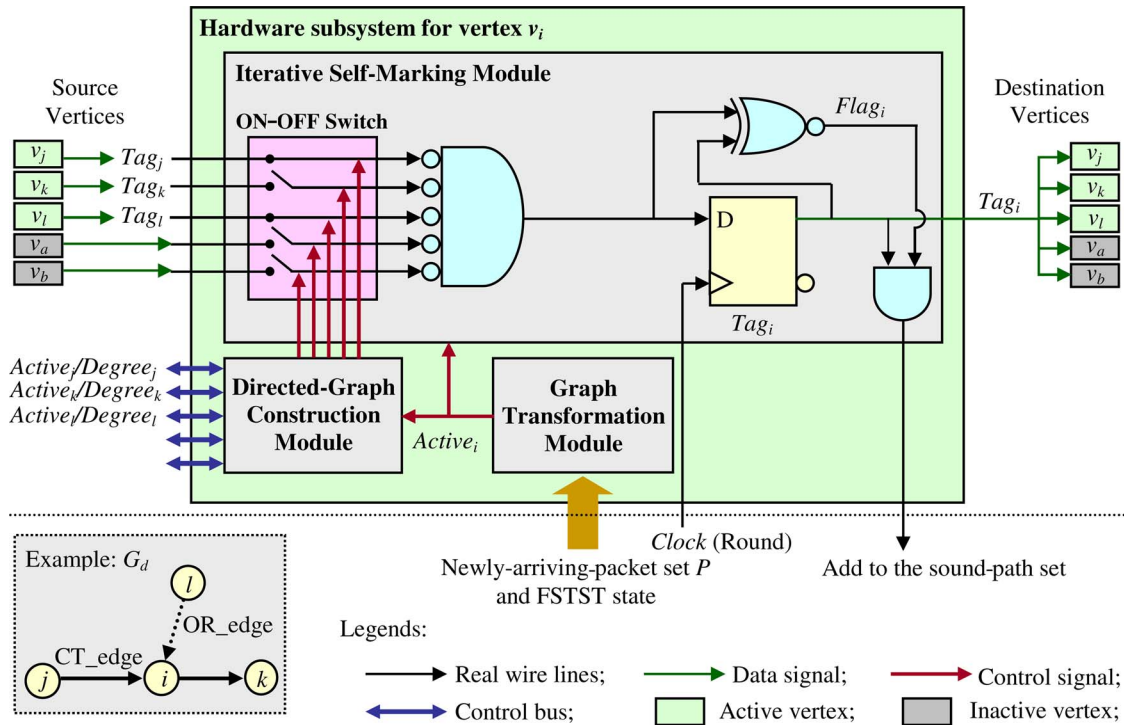 Hardware subsystem for vertex vi
Iterative Self-Marking Module
Source
Vertices
ON–OFF Switch
Flagi
Destination
Vertices
vj
Tagj
vk
Tagk
vl
Tagl
va
vb
D
Tagi
Tagi
vj
vk
vl
va
vb
Activej/Degreej
Activek/Degreek
Activel/Degreel
Directed-Graph
Construction
Module
Activei
Graph
Transformation
Module
Clock (Round)
Newly-arriving-packet set P
and FSTST state
Add to the sound-path set
Example: Gd
l
OR_edge
CT_edge
j
i
k
Legends:
Real wire lines;
Data signal;
Control signal;
Control bus;
Active vertex;
Inactive vertex;